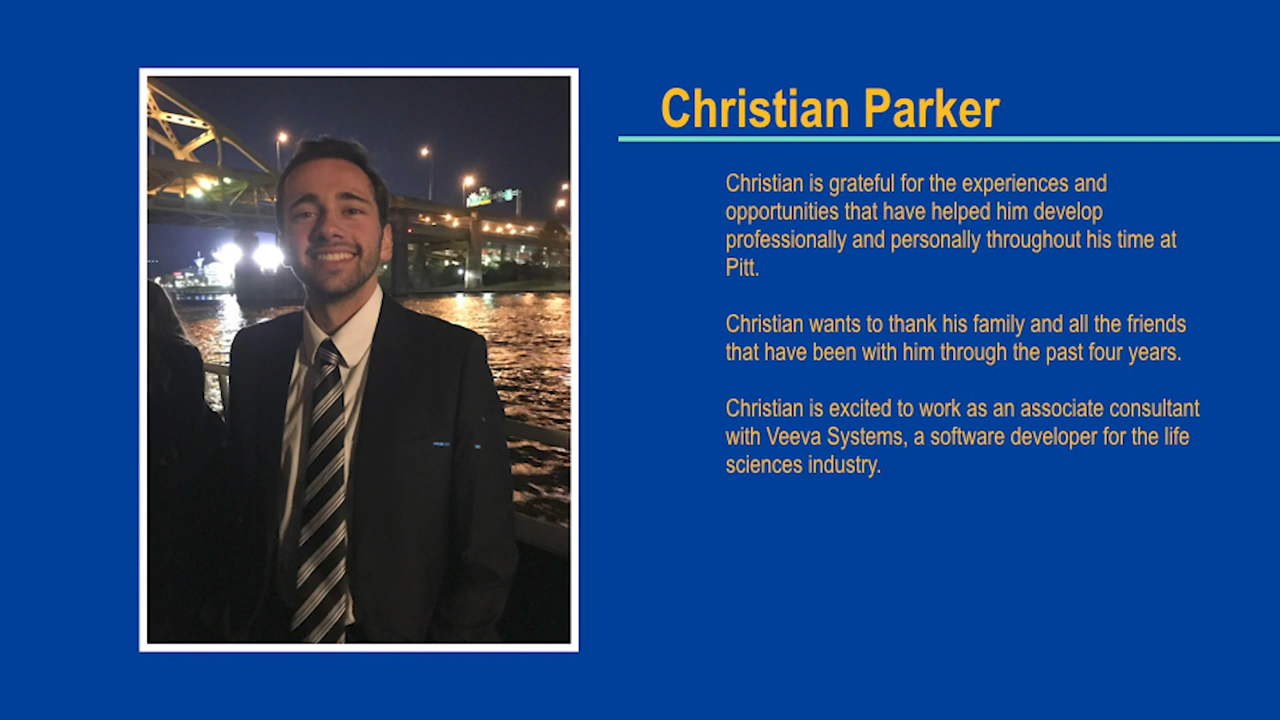 Christian Parker
Christian is grateful for the experiences and
opportunities that have helped him develop
professionally and personally throughout his time at
Pitt.
Christian wants to thank his family and all the friends
that have been with him through the past four years.
Christian is excited to work as an associate consultant
with Veeva Systems, a software developer for the life
sciences industry.